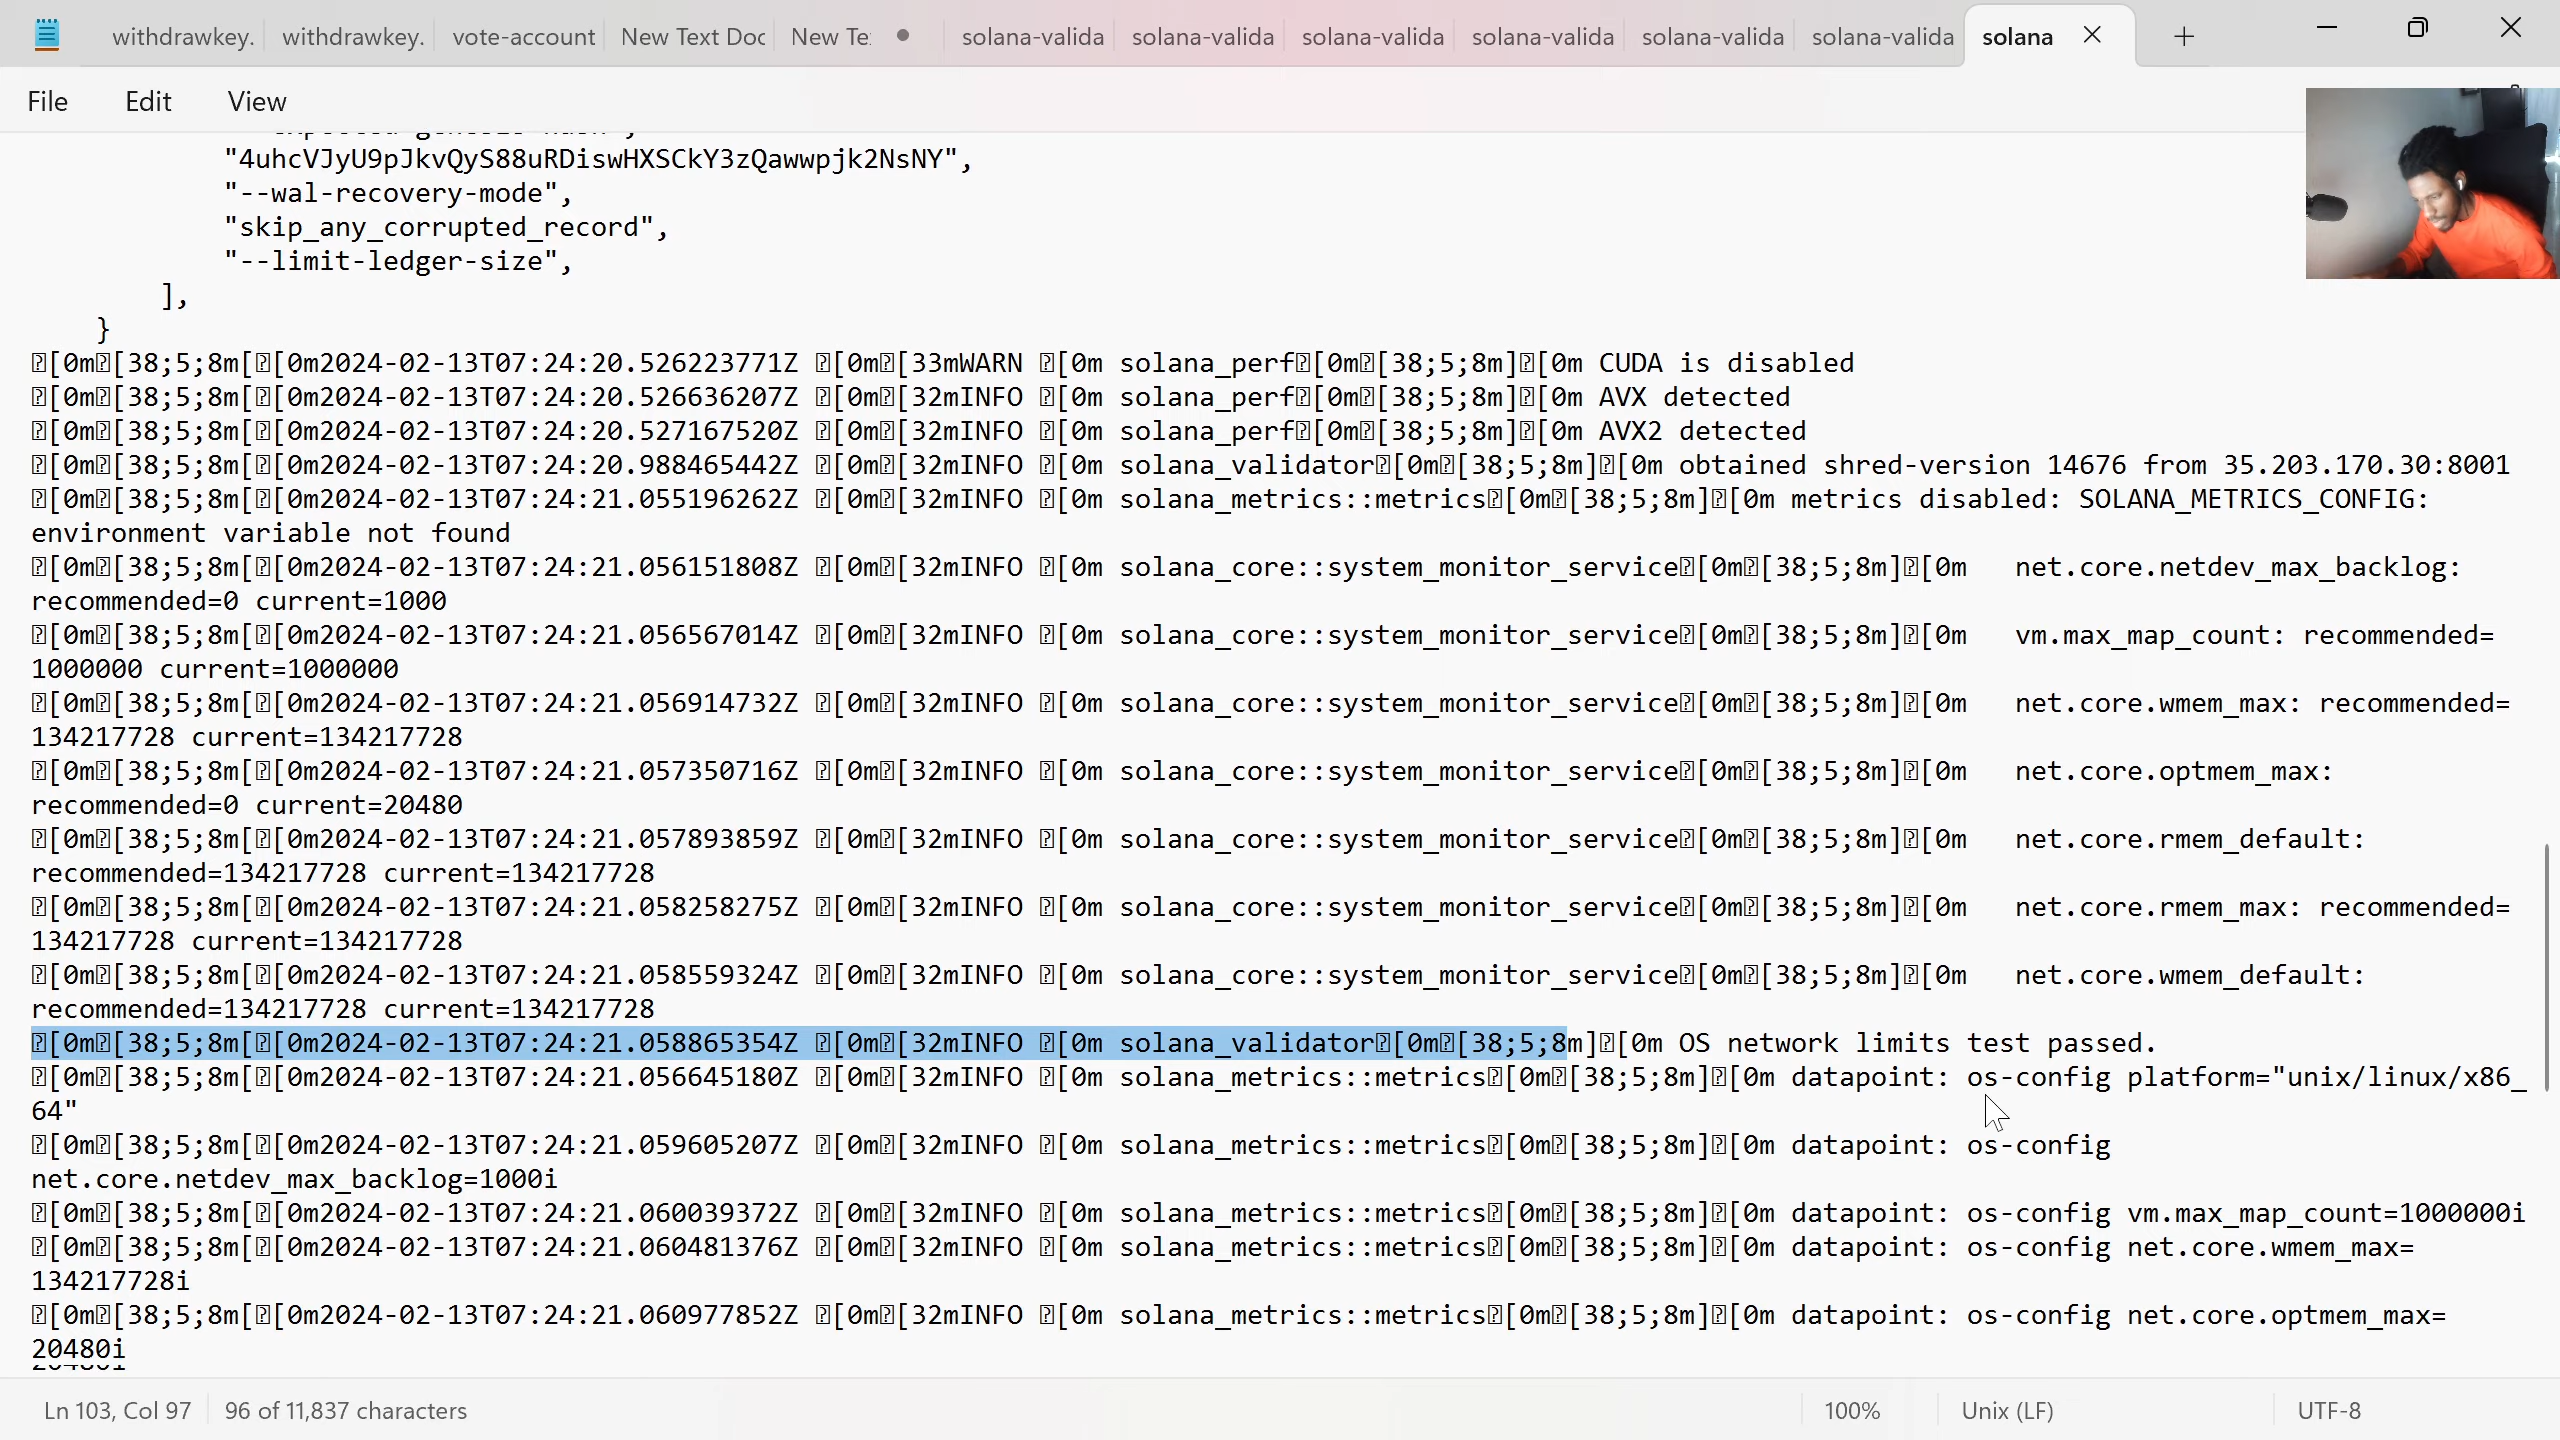 withdrawkey. withdrawkey. vote-account New Text Doc New Te: solana-valida solana-valida solana-valida solana-valida solana-valida solana-valida solana
File Edit View
"4uhcVJyU9pJkvQyS88uRDiswHXSCkY3zQawwpjk2NsNY",
"--wal-recovery-mode",
"skip_any_corrupted_record",
"--limit-ledger-size",
],
}
[0m[38;5;8m[[0m2024-02-13T07:24:20.526223771Z [0m[33mWARN [0m solana_perf[0m[38;5;8m][0m CUDA is disabled
[0m[38;5;8m[[0m2024-02-13T07:24:20.526636207Z [0m[32mINFO [0m solana_perf[0m[38;5;8m][0m AVX detected
[0m[38;5;8m[[0m2024-02-13T07:24:20.527167520Z [0m[32mINFO [0m solana_perf[0m[38;5;8m][0m AVX2 detected
[0m[38;5;8m[[0m2024-02-13T07:24:20.988465442Z [0m[32mINFO [0m solana_validator[0m[38;5;8m][0m obtained shred-version 14676 from 35.203.170.30:8001
[0m[38;5;8m[[0m2024-02-13T07:24:21.055196262Z [0m[32mINFO [0m solana_metrics::metrics[0m[38;5;8m][0m metrics disabled: SOLANA_METRICS_CONFIG:
environment variable not found
[0m[38;5;8m[[0m2024-02-13T07:24:21.056151808Z [0m[32mINFO [0m solana_core::system_monitor_service[0m[38;5;8m][0m net.core.netdev_max_backlog:
recommended=0 current=1000
[0m[38;5;8m[[0m2024-02-13T07:24:21.056567014Z [0m[32mINFO [0m solana_core::system_monitor_service[0m[38;5;8m][0m vm.max_map_count: recommended=
1000000 current=1000000
[0m[38;5;8m[[0m2024-02-13T07:24:21.056914732Z [0m[32mINFO [0m solana_core::system_monitor_service[0m[38;5;8m][0m net.core.wmem_max: recommended=
134217728 current=134217728
[0m[38;5;8m[[0m2024-02-13T07:24:21.057350716Z [0m[32mINFO [0m solana_core::system_monitor_service[0m[38;5;8m][0m net.core.optmem_max:
recommended=0 current=20480
[0m[38;5;8m[[0m2024-02-13T07:24:21.057893859Z [0m[32mINFO [0m solana_core::system_monitor_service[0m[38;5;8m][0m net.core.rmem_default:
recommended=134217728 current=134217728
[0m[38;5;8m[[0m2024-02-13T07:24:21.058258275Z [0m[32mINFO [0m solana_core::system_monitor_service[0m[38;5;8m][0m net.core.rmem_max: recommended=
134217728 current=134217728
[0m[38;5;8m[[0m2024-02-13T07:24:21.058559324Z [0m[32mINFO [0m solana_core::system_monitor_service[0m[38;5;8m][0m net.core.wmem_default:
recommended=134217728 current=134217728
[0m[38;5;8m[[0m2024-02-13T07:24:21.058865354Z [0m[32mINFO [0m solana_validator[0m[38;5;8m][0m OS network limits test passed.
[0m[38;5;8m[[0m2024-02-13T07:24:21.056645180Z [0m[32mINFO [0m solana_metrics::metrics[0m[38;5;8m][0m datapoint: os-config platform="unix/linux/x86_
64"
[0m[38;5;8m[[0m2024-02-13T07:24:21.059605207Z [0m[32mINFO [0m solana_metrics::metrics[0m[38;5;8m][0m datapoint: os-config
net.core.netdev_max_backlog=1000i
[0m[38;5;8m[[0m2024-02-13T07:24:21.060039372Z [0m[32mINFO [0m solana_metrics::metrics[0m[38;5;8m][0m datapoint: os-config vm.max_map_count=1000000i
[0m[38;5;8m[[0m2024-02-13T07:24:21.060481376Z [0m[32mINFO [0m solana_metrics::metrics[0m[38;5;8m][0m datapoint: os-config net.core.wmem_max=
134217728i
[0m[38;5;8m[[0m2024-02-13T07:24:21.060977852Z [0m[32mINFO [0m solana_metrics::metrics[0m[38;5;8m][0m datapoint: os-config net.core.optmem_max=
20480i
Ln 103, Col 97 96 of 11,837 characters 100% Unix (LF) UTF-8